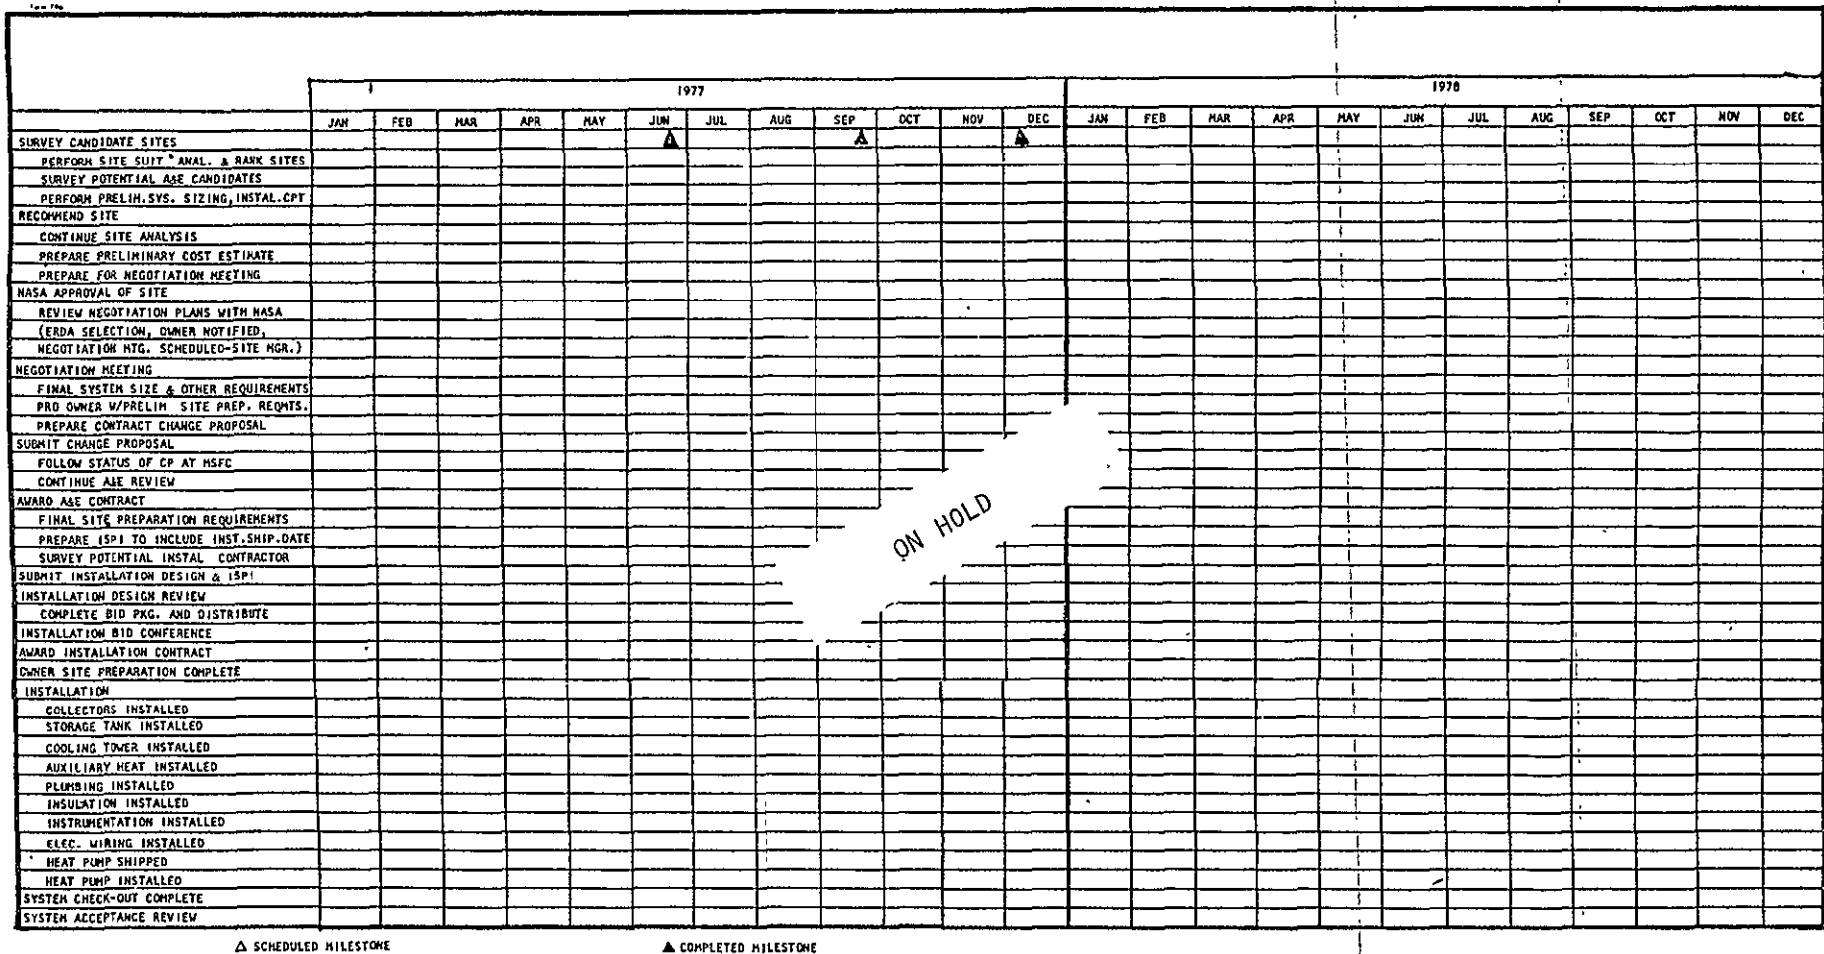 1977 1978
JAN FEB MAR APR MAY JUN JUL AUG SEP OCT NOV DEC JAN FEB MAR APR MAY JUN JUL AUG SEP OCT NOV DEC
SURVEY CANDIDATE SITES
PERFORM SITE SUIT ANAL. & RANK SITES
SURVEY POTENTIAL A&E CANDIDATES
PERFORM PRELIM.SYS. SIZING,INSTAL.CPT
RECOMMEND SITE
CONTINUE SITE ANALYSIS
PREPARE PRELIMINARY COST ESTIMATE
PREPARE FOR NEGOTIATION MEETING
NASA APPROVAL OF SITE
REVIEW NEGOTIATION PLANS WITH NASA
(ERDA SELECTION, OWNER NOTIFIED,
NEGOTIATION MTG. SCHEDULED-SITE MGR.)
NEGOTIATION MEETING
FINAL SYSTEM SIZE & OTHER REQUIREMENTS
PRO OWNER W/PRELIM SITE PREP. REQMTS.
PREPARE CONTRACT CHANGE PROPOSAL
SUBMIT CHANGE PROPOSAL
FOLLOW STATUS OF CP AT MSFC
CONTINUE A&E REVIEW
AWARD A&E CONTRACT
FINAL SITE PREPARATION REQUIREMENTS
PREPARE ISPI TO INCLUDE INST.SHIP.DATE
SURVEY POTENTIAL INSTAL CONTRACTOR
SUBMIT INSTALLATION DESIGN & ISPI
INSTALLATION DESIGN REVIEW
COMPLETE BID PKG. AND DISTRIBUTE
INSTALLATION BID CONFERENCE
AWARD INSTALLATION CONTRACT
OWNER SITE PREPARATION COMPLETE
INSTALLATION
COLLECTORS INSTALLED
STORAGE TANK INSTALLED
COOLING TOWER INSTALLED
AUXILIARY HEAT INSTALLED
PLUMBING INSTALLED
INSULATION INSTALLED
INSTRUMENTATION INSTALLED
ELEC. WIRING INSTALLED
HEAT PUMP SHIPPED
HEAT PUMP INSTALLED
SYSTEM CHECK-OUT COMPLETE
SYSTEM ACCEPTANCE REVIEW
ON HOLD
△ SCHEDULED MILESTONE ▲ COMPLETED MILESTONE